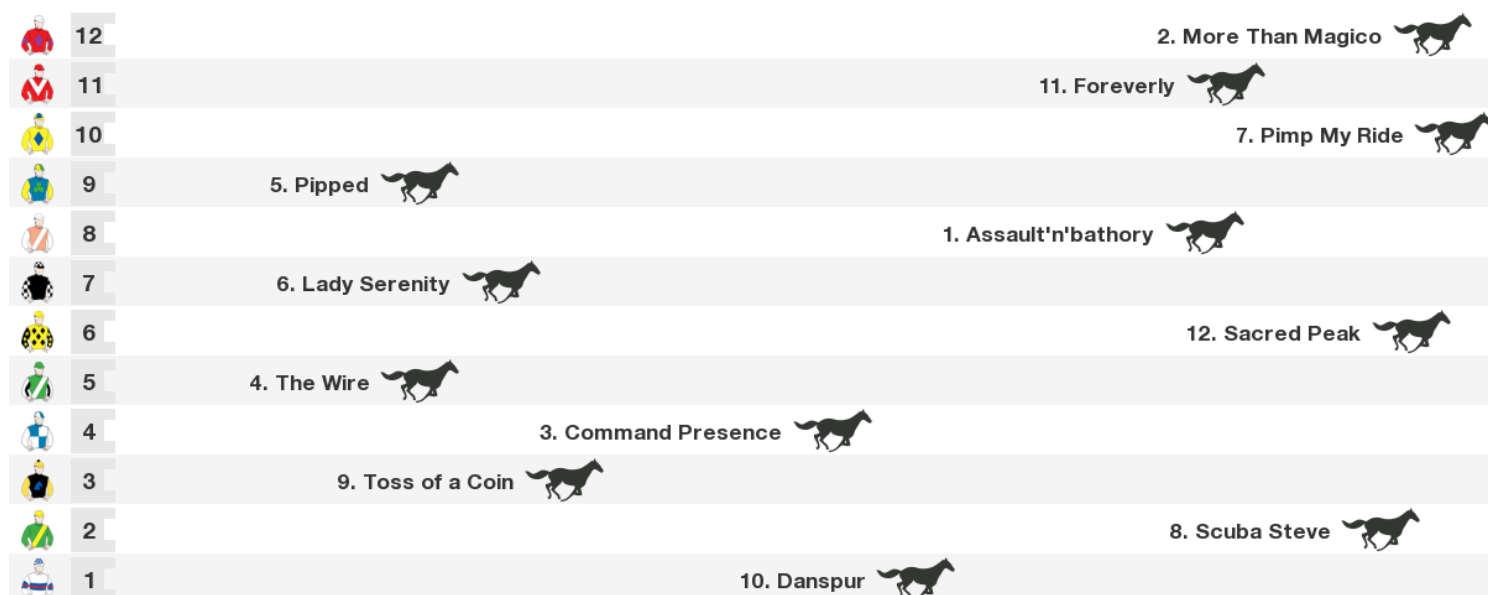 12 2. More Than Magico
11 11. Foreverly
10 7. Pimp My Ride
9 5. Pipped
8 1. Assault'n'bathory
7 6. Lady Serenity
6 12. Sacred Peak
5 4. The Wire
4 3. Command Presence
3 9. Toss of a Coin
2 8. Scuba Steve
1 10. Danspur